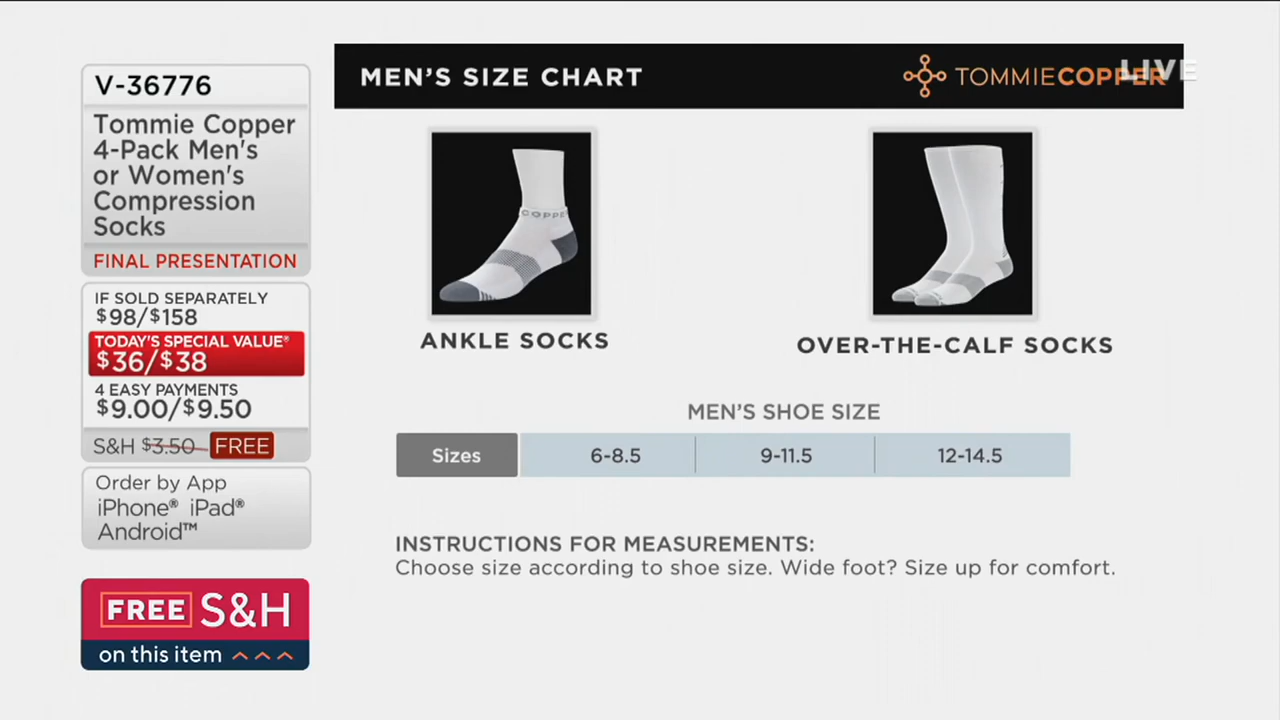 V-36776
Tommie Copper
4-Pack Men's
or Women's
Compression
Socks
FINAL PRESENTATION
IF SOLD SEPARATELY
$98/$158
TODAY'S SPECIAL VALUE®
$36/$38
4 EASY PAYMENTS
$9.00/$9.50
S&H $3.50 FREE
Order by App
iPhone® iPad®
Android™
FREE S&H
on this item
MEN'S SIZE CHART
TOMMIECOPPER
LIVE
COPPER
ANKLE SOCKS
OVER-THE-CALF SOCKS
MEN'S SHOE SIZE
Sizes 6-8.5 9-11.5 12-14.5
INSTRUCTIONS FOR MEASUREMENTS:
Choose size according to shoe size. Wide foot? Size up for comfort.